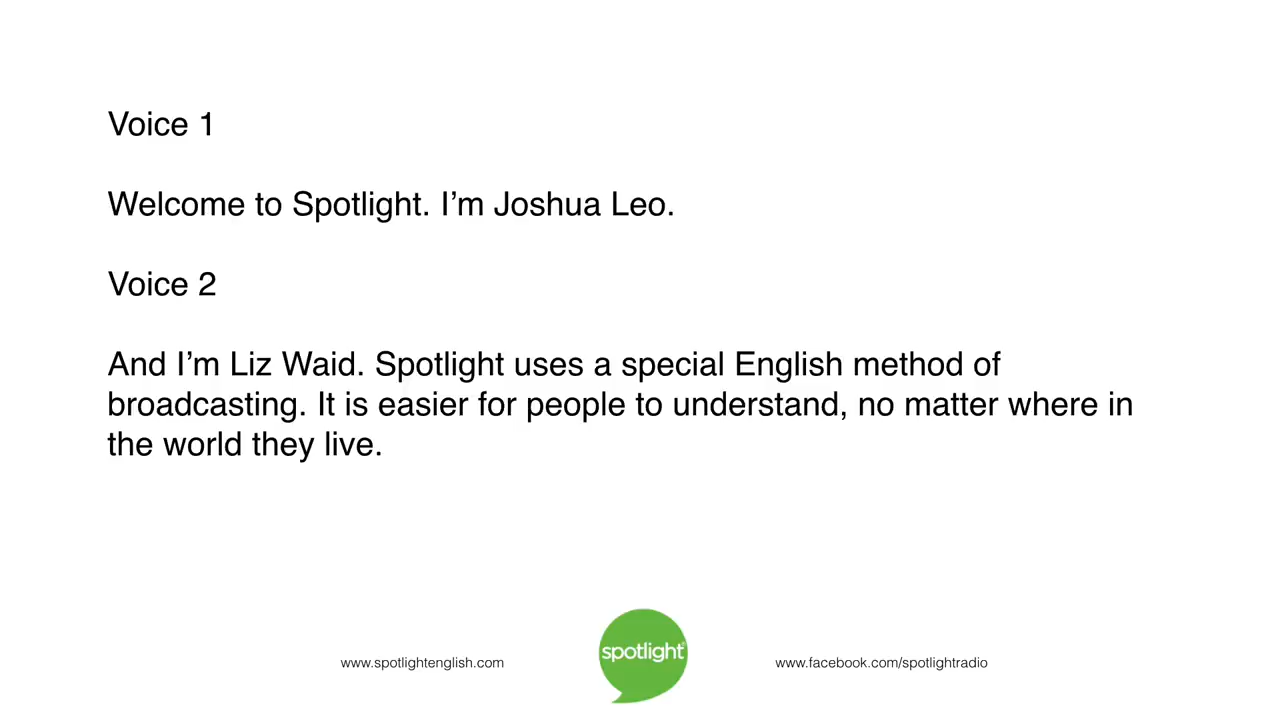 Voice 1
Welcome to Spotlight. I’m Joshua Leo.
Voice 2
And I’m Liz Waid. Spotlight uses a special English method of
broadcasting. It is easier for people to understand, no matter where in
the world they live.
www.spotlightenglish.com
spotlight
www.facebook.com/spotlightradio